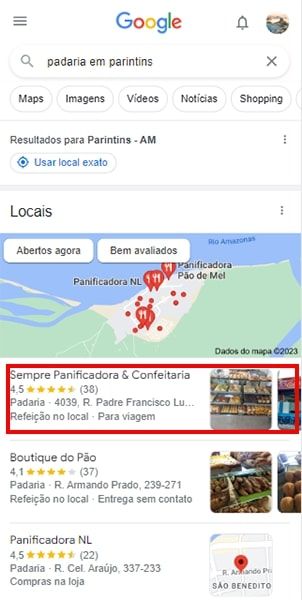 Google
padaria em parintins
Maps
Imagens
Vídeos
Notícias
Shopping
Resultados para Parintins - AM
Usar local exato
Locais
Abertos agora
Bem avaliados
Rio Amazonas
Panificadora
Pão de Mel
Panificadora NL
Dados do mapa ©2023
Sempre Panificadora & Confeitaria
4,5 (38)
Padaria · 4039, R. Padre Francisco Lu...
Refeição no local · Para viagem
Boutique do Pão
4,1 (37)
Padaria · R. Armando Prado, 239-271
Refeição no local · Entrega sem contato
Panificadora NL
4,5 (22)
Padaria · R. Cel. Araújo, 337-233
Compras na loja
R. Armando Pra
SÃO BENEDITO